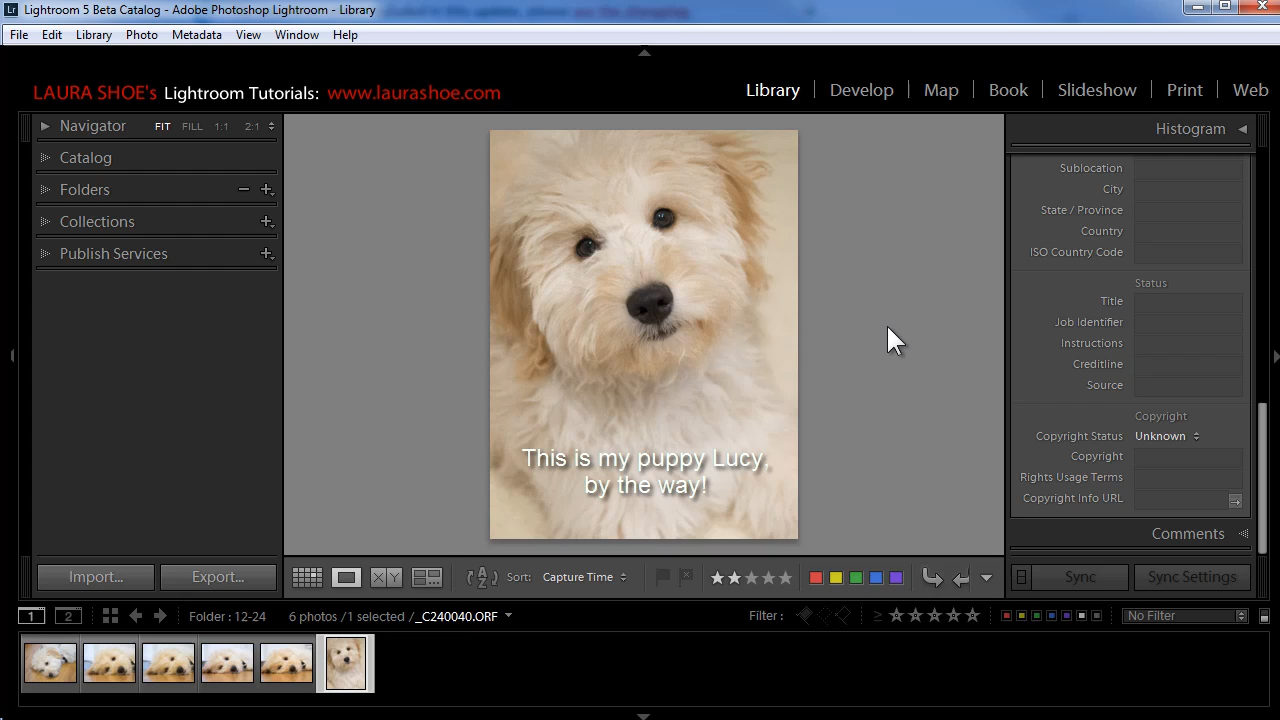 Lightroom 5 Beta Catalog - Adobe Photoshop Lightroom - Library
File Edit Library Photo Metadata View Window Help
LAURA SHOE's Lightroom Tutorials: www.laurashoe.com
Library Develop Map Book Slideshow Print Web
Navigator FIT FILL 1:1 2:1
Histogram
Catalog
Folders
Collections
Publish Services
Sublocation
City
State / Province
Country
ISO Country Code
Status
Title
Job Identifier
Instructions
Creditline
Source
Copyright
Copyright Status Unknown
Copyright
Rights Usage Terms
Copyright Info URL
Comments
This is my puppy Lucy,
by the way!
Import... Export...
XY
Sort: Capture Time
Sync Sync Settings
1 2 Folder : 12-24 6 photos / 1 selected / _C240040.ORF Filter : No Filter